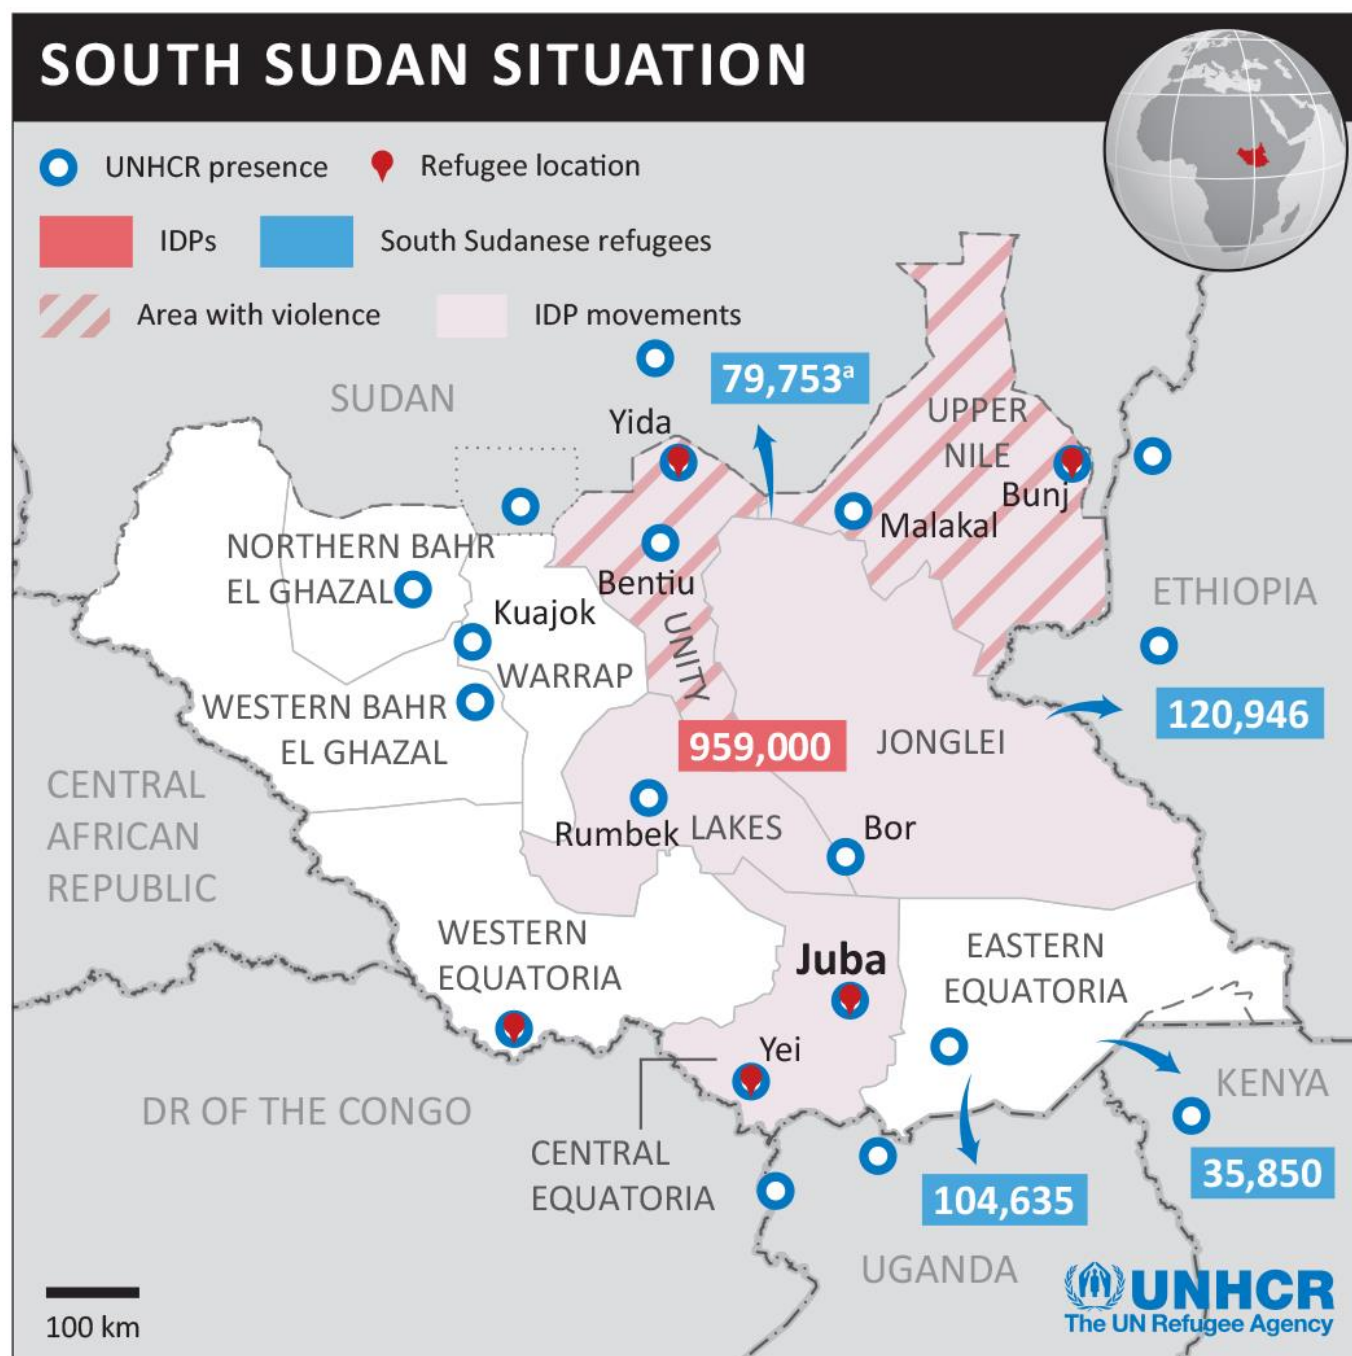 SOUTH SUDAN SITUATION
UNHCR presence
Refugee location
IDPs
South Sudanese refugees
Area with violence
IDP movements
SUDAN
79,753ᵃ
Yida
UPPER
NILE
Bunj
Malakal
NORTHERN BAHR
EL GHAZAL
Bentiu
Kuajok
ETHIOPIA
UNITY
WARRAP
WESTERN BAHR
EL GHAZAL
120,946
959,000
JONGLEI
CENTRAL
AFRICAN
REPUBLIC
Rumbek
LAKES
Bor
WESTERN
EQUATORIA
Juba
EASTERN
EQUATORIA
Yei
KENYA
DR OF THE CONGO
CENTRAL
EQUATORIA
35,850
104,635
UGANDA
100 km
UNHCR
The UN Refugee Agency